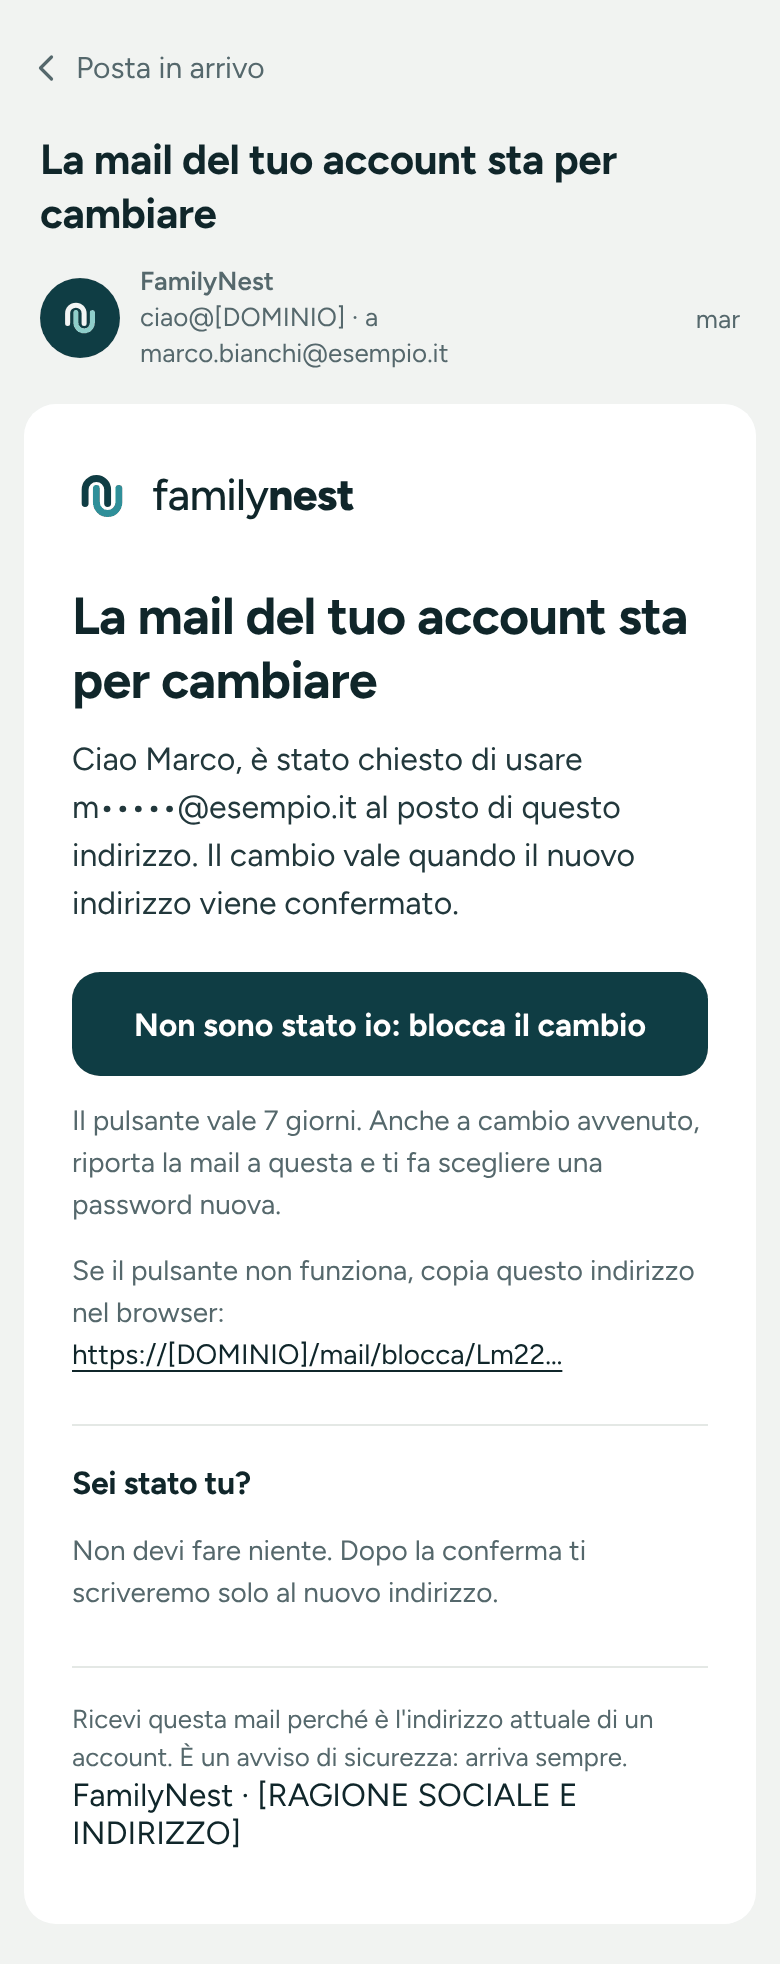 Posta in arrivo
La mail del tuo account sta per
cambiare
FamilyNest
ciao@[DOMINIO] · a
marco.bianchi@esempio.it
mar
familynest
La mail del tuo account sta
per cambiare
Ciao Marco, è stato chiesto di usare
m•••••@esempio.it al posto di questo
indirizzo. Il cambio vale quando il nuovo
indirizzo viene confermato.
Non sono stato io: blocca il cambio
Il pulsante vale 7 giorni. Anche a cambio avvenuto,
riporta la mail a questa e ti fa scegliere una
password nuova.
Se il pulsante non funziona, copia questo indirizzo
nel browser:
https://[DOMINIO]/mail/blocca/Lm22…
Sei stato tu?
Non devi fare niente. Dopo la conferma ti
scriveremo solo al nuovo indirizzo.
Ricevi questa mail perché è l'indirizzo attuale di un
account. È un avviso di sicurezza: arriva sempre.
FamilyNest · [RAGIONE SOCIALE E
INDIRIZZO]